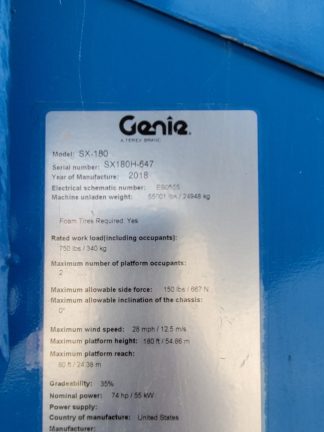 Genie.
A TEREX BRAND
Model: SX-180
Serial number: SX180H-647
Year of Manufacture: 2018
Electrical schematic number:
Machine unladen weight: 55001 lbs / 24948 kg
Foam Tires Required: Yes
Rated work load(including occupants):
750 lbs / 340 kg
Maximum number of platform occupants:
2
Maximum allowable side force: 150 lbs / 667 N
Maximum allowable inclination of the chassis:
0°
Maximum wind speed: 28 mph / 12.5 m/s
Maximum platform height: 180 ft / 54.86 m
Maximum platform reach:
80 ft / 24.38 m
Gradeability: 35%
Nominal power: 74 hp / 55 kW
Power supply:
Country of manufacture: United States
Manufacturer: